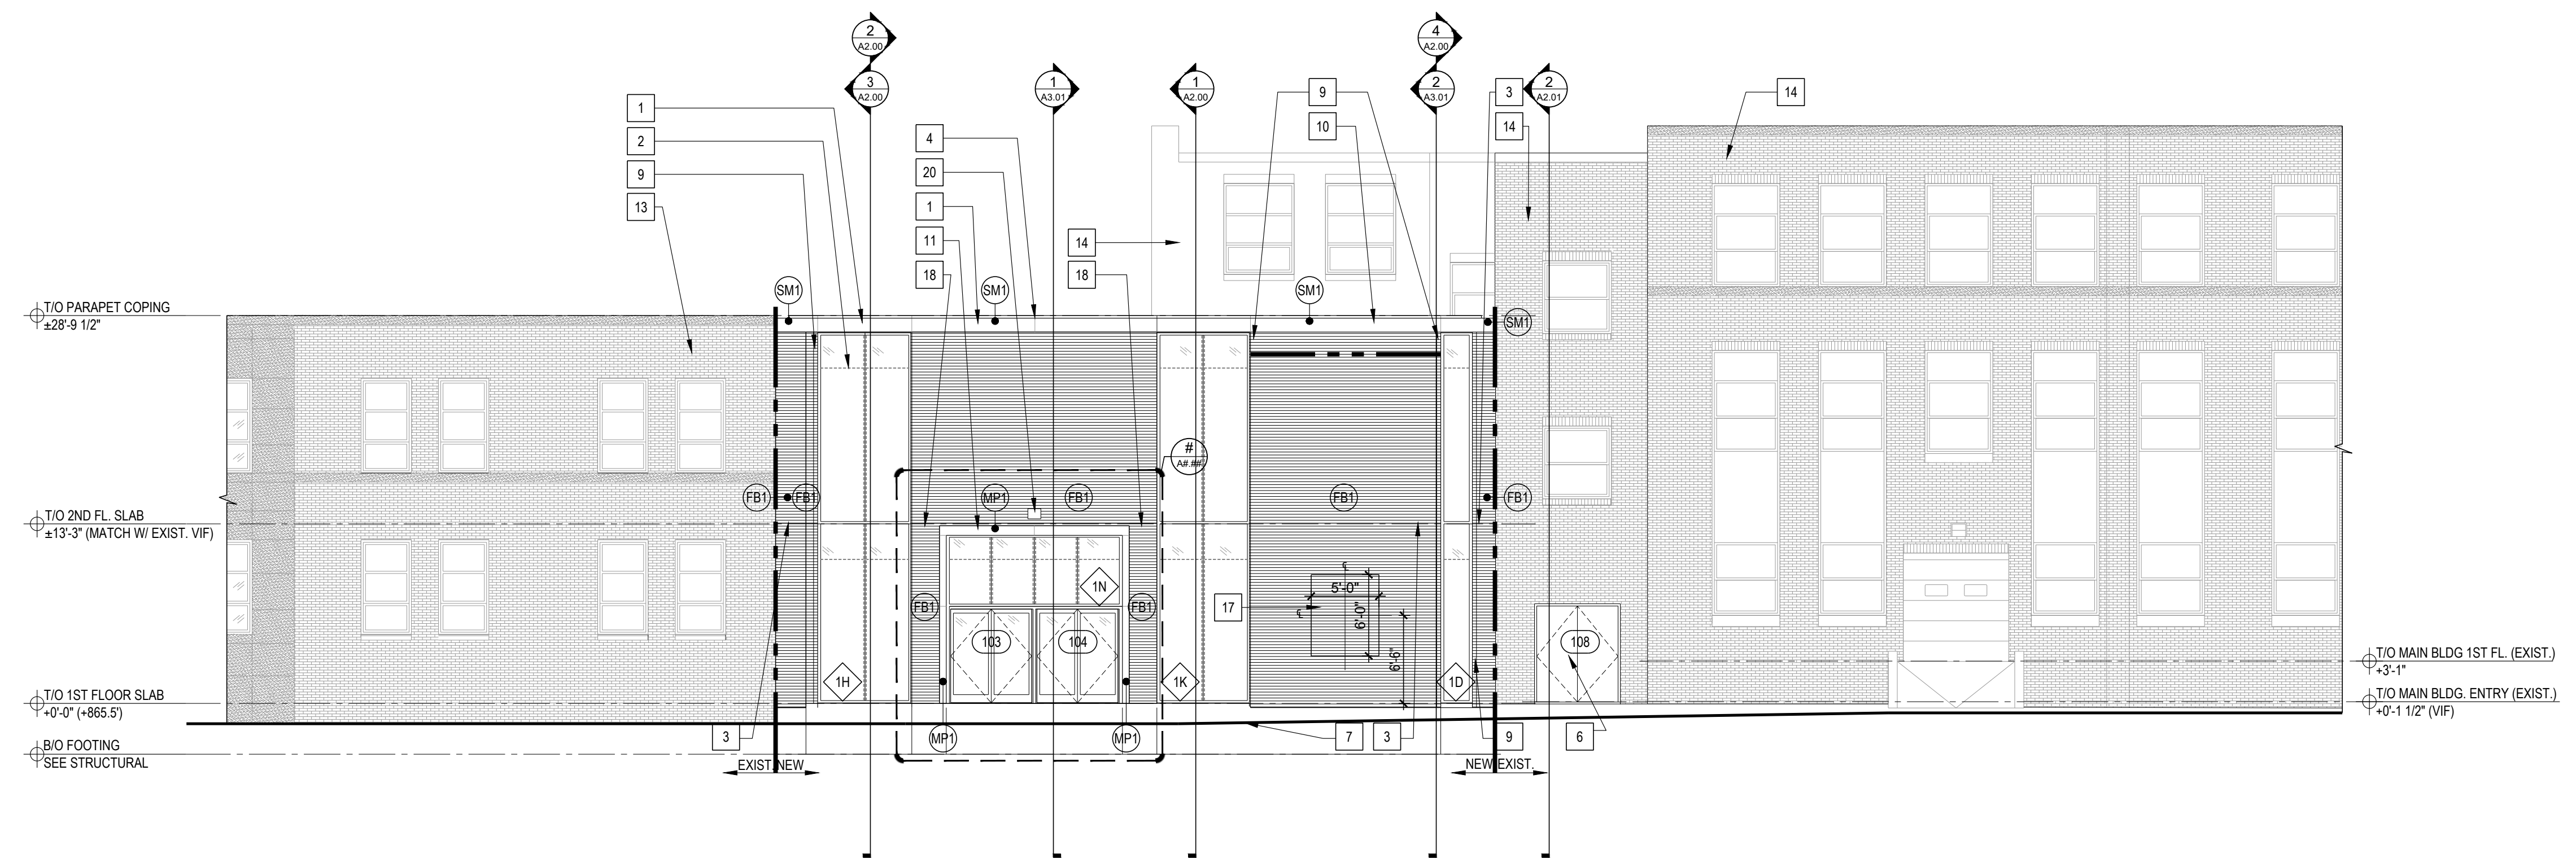 2
A2.00
4
A2.00
3
A2.00
1
A3.01
1
A2.00
2
A3.01
2
A2.01
1
2
9
13
4
20
1
11
18
14
18
9
10
3
14
14
SM1
SM1
SM1
SM1
T/O PARAPET COPING
±28'-9 1/2"
#
A#.##
FB1
FB1
MP1
FB1
FB1
FB1
T/O 2ND FL. SLAB
±13'-3" (MATCH W/ EXIST. VIF)
℄
5'-0"
1N
FB1
FB1
17
℄
6'-0"
6'-6"
103
104
108
T/O MAIN BLDG 1ST FL. (EXIST.)
+3'-1"
1H
1K
1D
T/O 1ST FLOOR SLAB
+0'-0" (+865.5')
T/O MAIN BLDG. ENTRY (EXIST.)
+0'-1 1/2" (VIF)
3
MP1
MP1
7
3
9
6
B/O FOOTING
SEE STRUCTURAL
EXIST. NEW
NEW EXIST.